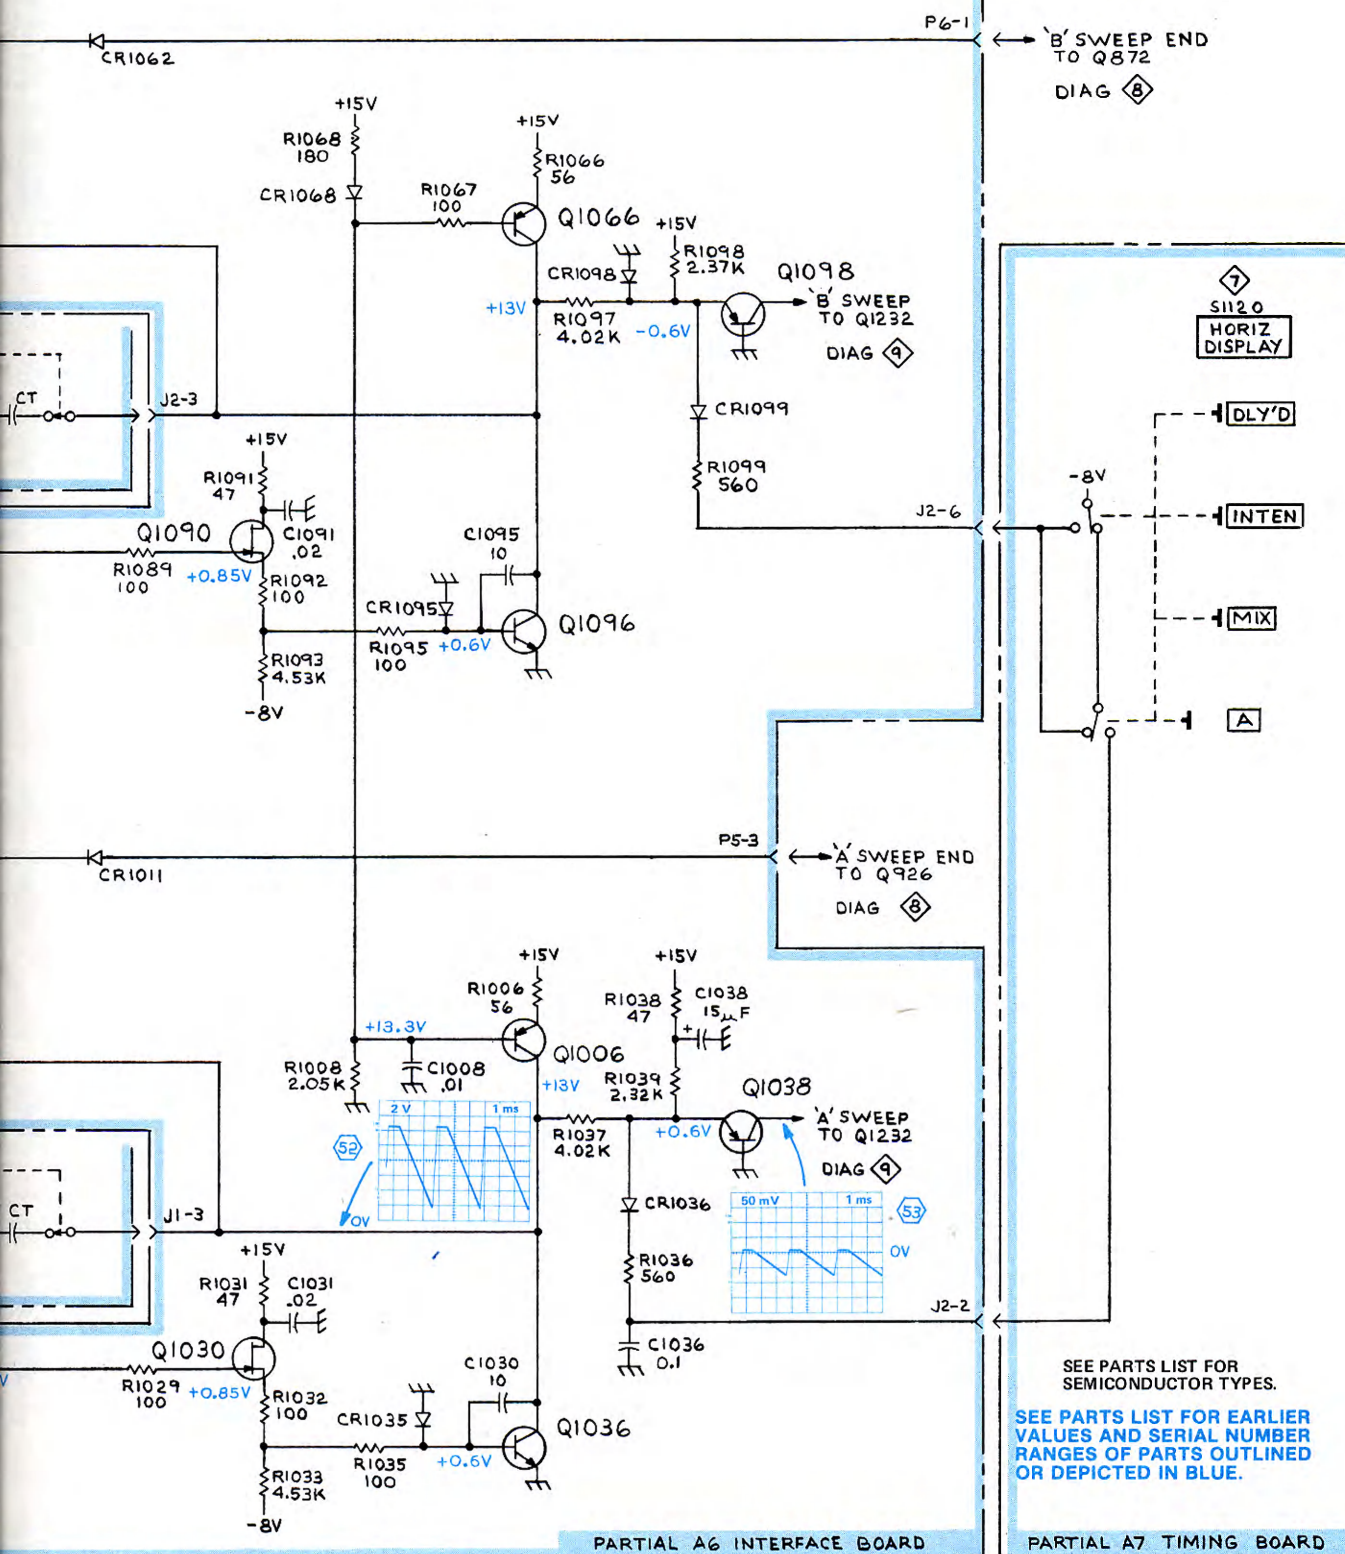 P6-1
'B' SWEEP END
TO Q872
DIAG 8
CR1062
+15V
R1068
180
CR1068
+15V
R1066
56
R1067
100
Q1066
+15V
R1098
2.37K
CR1098
Q1098
'B' SWEEP
TO Q1232
DIAG 9
+13V
R1097
4.02K
-0.6V
7
S1120
HORIZ
DISPLAY
CT
J2-3
CR1099
DLY'D
+15V
R1091
47
R1099
560
-8V
J2-6
INTEN
Q1090
C1091
.02
C1095
10
R1089
100
+0.85V
R1092
100
CR1095
Q1096
R1095
100
+0.6V
MIX
R1093
4.53K
-8V
A
P5-3
'A' SWEEP END
TO Q926
DIAG 8
CR1011
+15V
R1006
56
+15V
R1038
47
C1038
15µF
+
+13.3V
Q1006
R1008
2.05K
C1008
.01
+13V
R1039
2.32K
Q1038
2 V
1 ms
52
0V
R1037
4.02K
+0.6V
'A' SWEEP
TO Q1232
DIAG 9
CT
J1-3
CR1036
50 mV
1 ms
53
0V
+15V
R1031
47
C1031
.02
R1036
560
J2-2
Q1030
C1030
10
C1036
0.1
V
R1029
100
+0.85V
R1032
100
CR1035
Q1036
R1035
100
+0.6V
R1033
4.53K
-8V
SEE PARTS LIST FOR
SEMICONDUCTOR TYPES.
SEE PARTS LIST FOR EARLIER
VALUES AND SERIAL NUMBER
RANGES OF PARTS OUTLINED
OR DEPICTED IN BLUE.
PARTIAL A6 INTERFACE BOARD
PARTIAL A7 TIMING BOARD